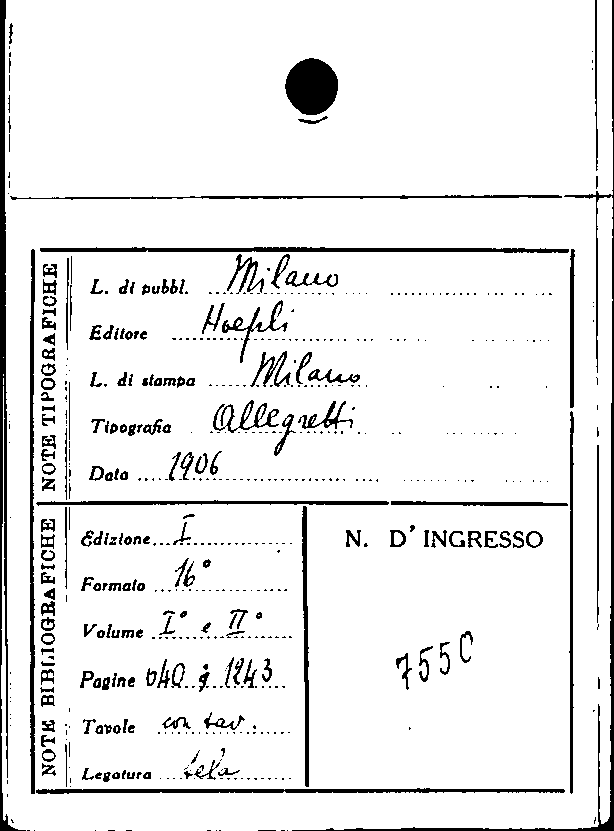 NOTE TIPOGRAFICHE
L. di pubbl. Milano
Editore Hoepli
L. di stampa Milano
Tipografia Allegretti
Data 1906
NOTE BIBLIOGRAFICHE
Edizione I
Formato 16°
Volume I° e II°
Pagine 640 e 1243
Tavole con tav.
Legatura tela
N. D'INGRESSO
7550